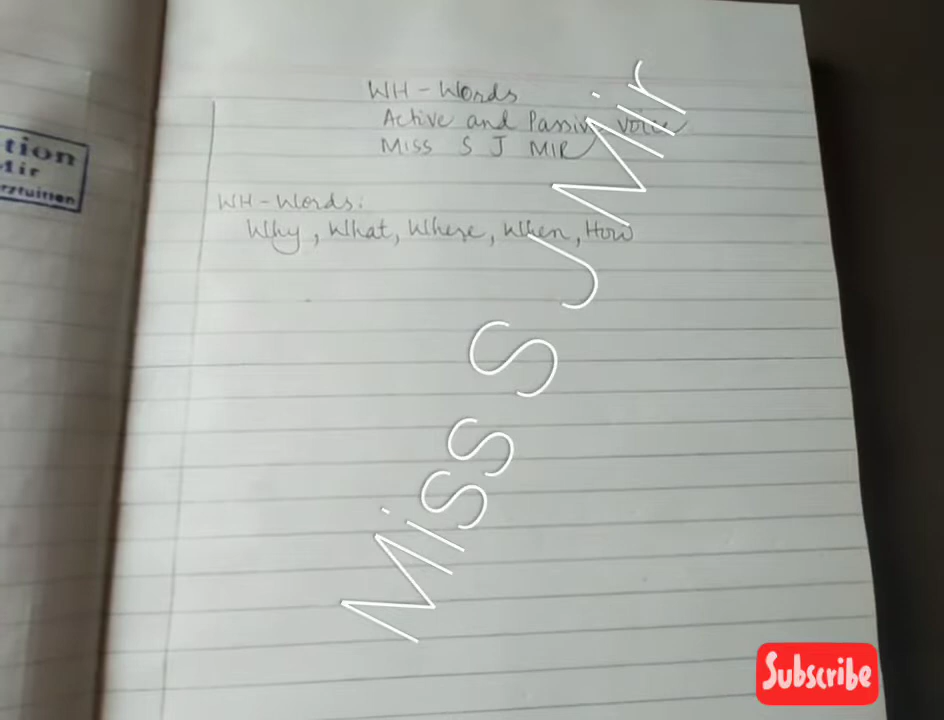 WH - Words
Active and Passive Voice
MISS S J MIR
WH - Words:
Why, What, Where, When, How
Miss S J Mir
tion
Mir
Subscribe